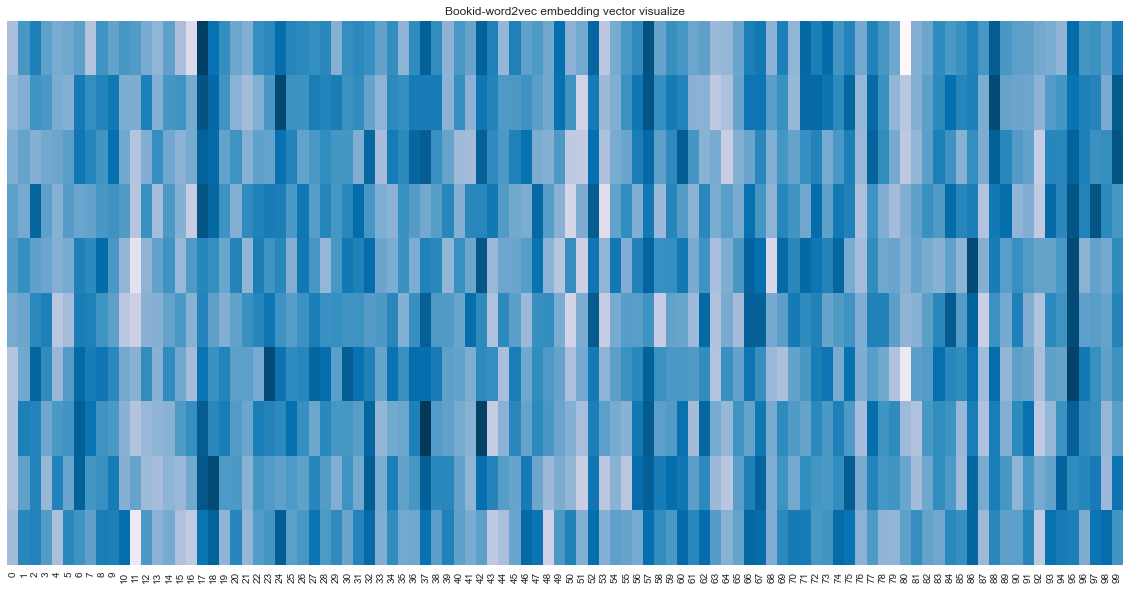 Bookid-word2vec embedding vector visualize
0 1 2 3 4 5 6 7 8 9 10 11 12 13 14 15 16 17 18 19 20 21 22 23 24 25 26 27 28 29 30 31 32 33 34 35 36 37 38 39 40 41 42 43 44 45 46 47 48 49 50 51 52 53 54 55 56 57 58 59 60 61 62 63 64 65 66 67 68 69 70 71 72 73 74 75 76 77 78 79 80 81 82 83 84 85 86 87 88 89 90 91 92 93 94 95 96 97 98 99